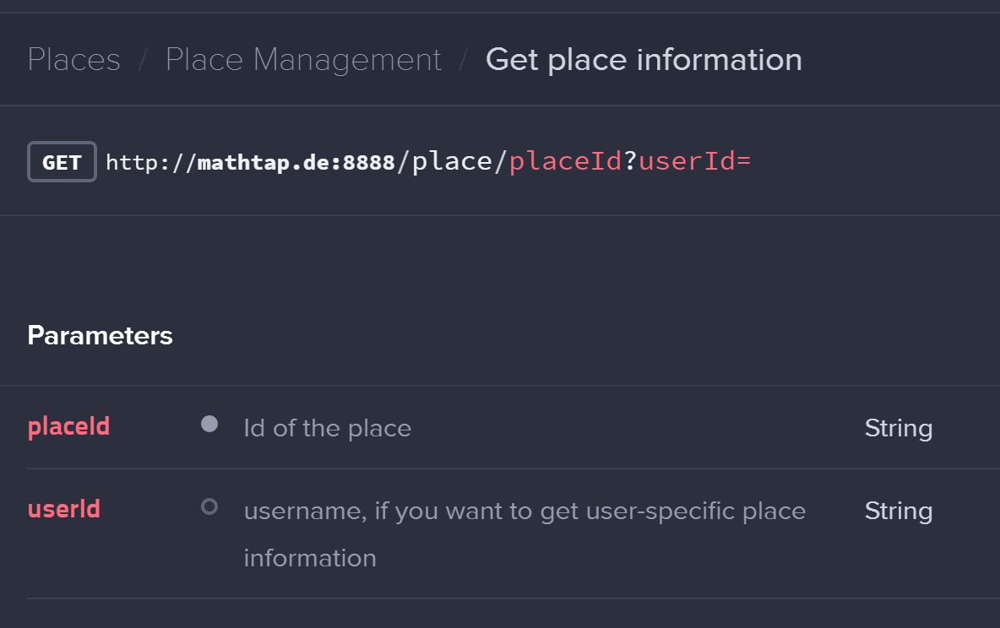 Places / Place Management / Get place information
GET http://mathtap.de:8888/place/placeId?userId=
Parameters
placeId Id of the place String
userId username, if you want to get user-specific place String
information